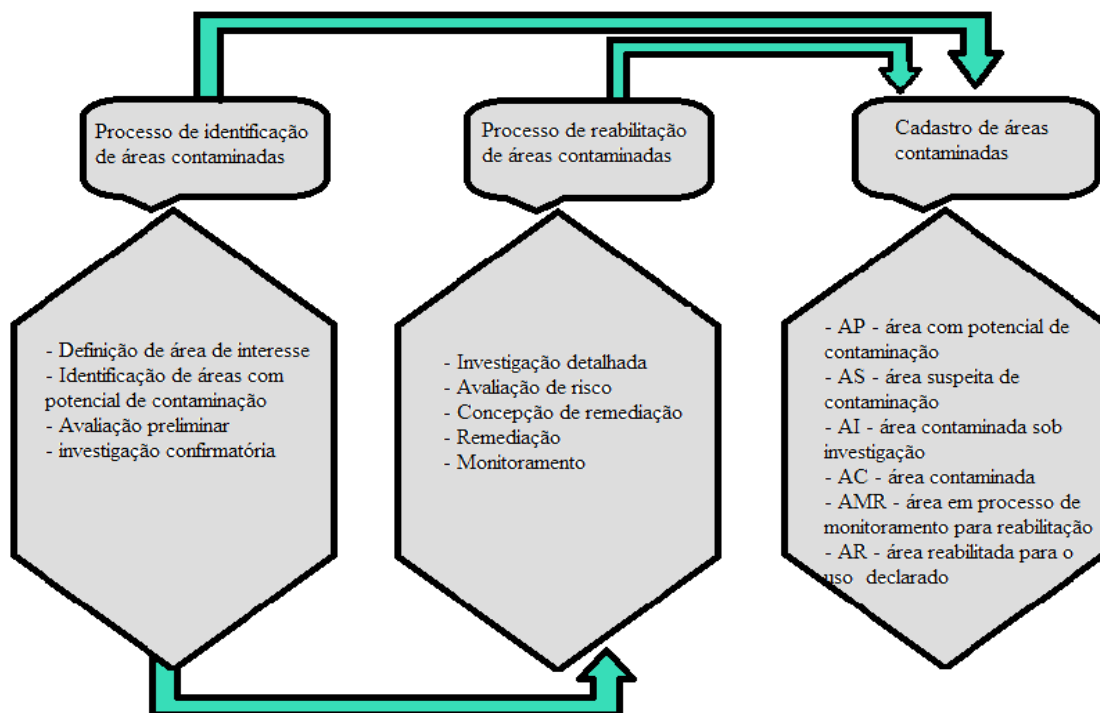 Processo de identificação
de áreas contaminadas
Processo de reabilitação
de áreas contaminadas
Cadastro de áreas
contaminadas
- Definição de área de interesse
- Identificação de áreas com
potencial de contaminação
- Avaliação preliminar
- investigação confirmatória
- Investigação detalhada
- Avaliação de risco
- Concepção de remediação
- Remediação
- Monitoramento
- AP - área com potencial de
contaminação
- AS - área suspeita de
contaminação
- AI - área contaminada sob
investigação
- AC - área contaminada
- AMR - área em processo de
monitoramento para reabilitação
- AR - área reabilitada para o
uso declarado